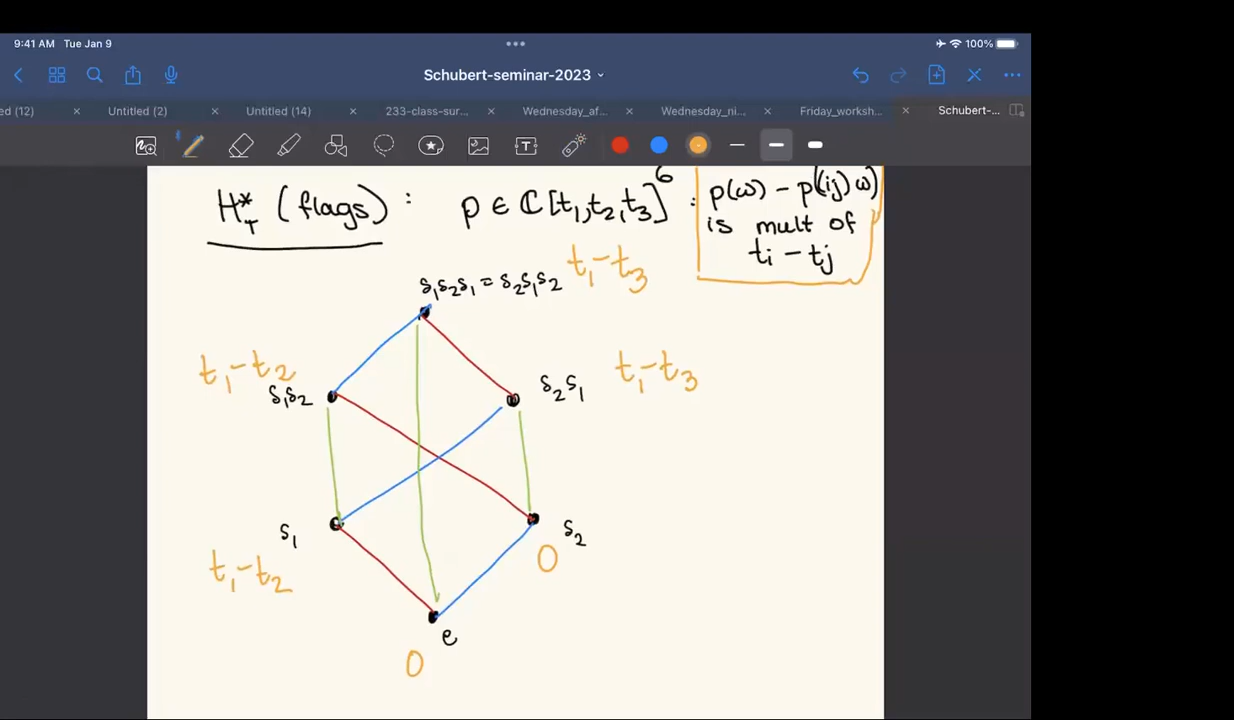 9:41 AM Tue Jan 9
100%
Schubert-seminar-2023
ed (12)
Untitled (2)
Untitled (14)
233-class-sur...
Wednesday_af...
Wednesday_ni...
Friday_worksh...
Schubert-...
H*_T (flags) : p ∈ ℂ[t₁,t₂,t₃]⁶ :
p(ω) − p((ij)ω)
is mult of
tᵢ − tⱼ
s₁s₂s₁ = s₂s₁s₂
t₁−t₃
t₁−t₂
s₁s₂
s₂s₁
t₁−t₃
s₁
t₁−t₂
s₂
0
e
0